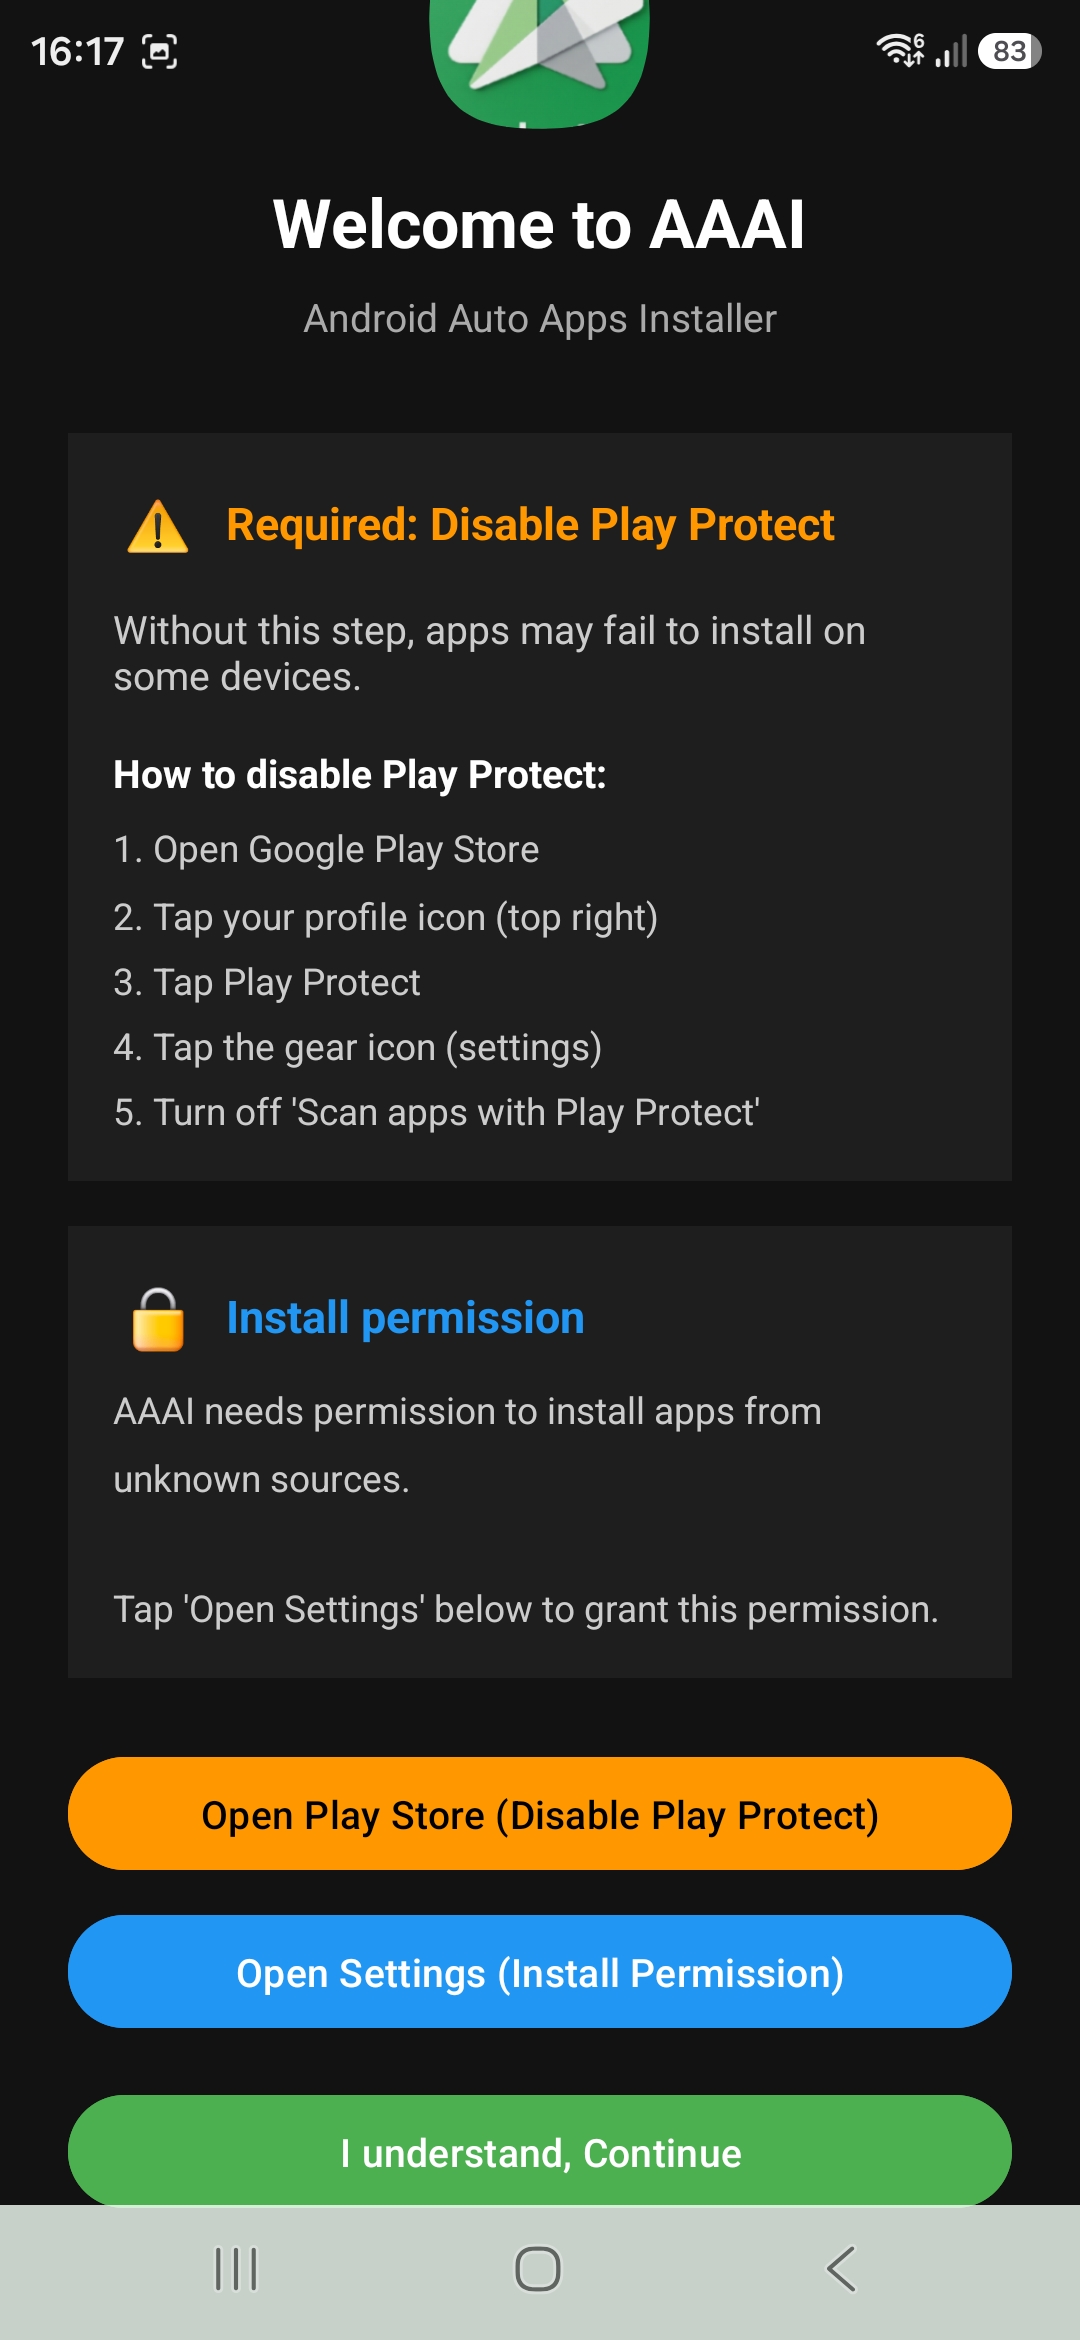 16:17
6
83
Welcome to AAAI
Android Auto Apps Installer
Required: Disable Play Protect
Without this step, apps may fail to install on
some devices.
How to disable Play Protect:
1. Open Google Play Store
2. Tap your profile icon (top right)
3. Tap Play Protect
4. Tap the gear icon (settings)
5. Turn off 'Scan apps with Play Protect'
Install permission
AAAI needs permission to install apps from
unknown sources.
Tap 'Open Settings' below to grant this permission.
Open Play Store (Disable Play Protect)
Open Settings (Install Permission)
I understand, Continue